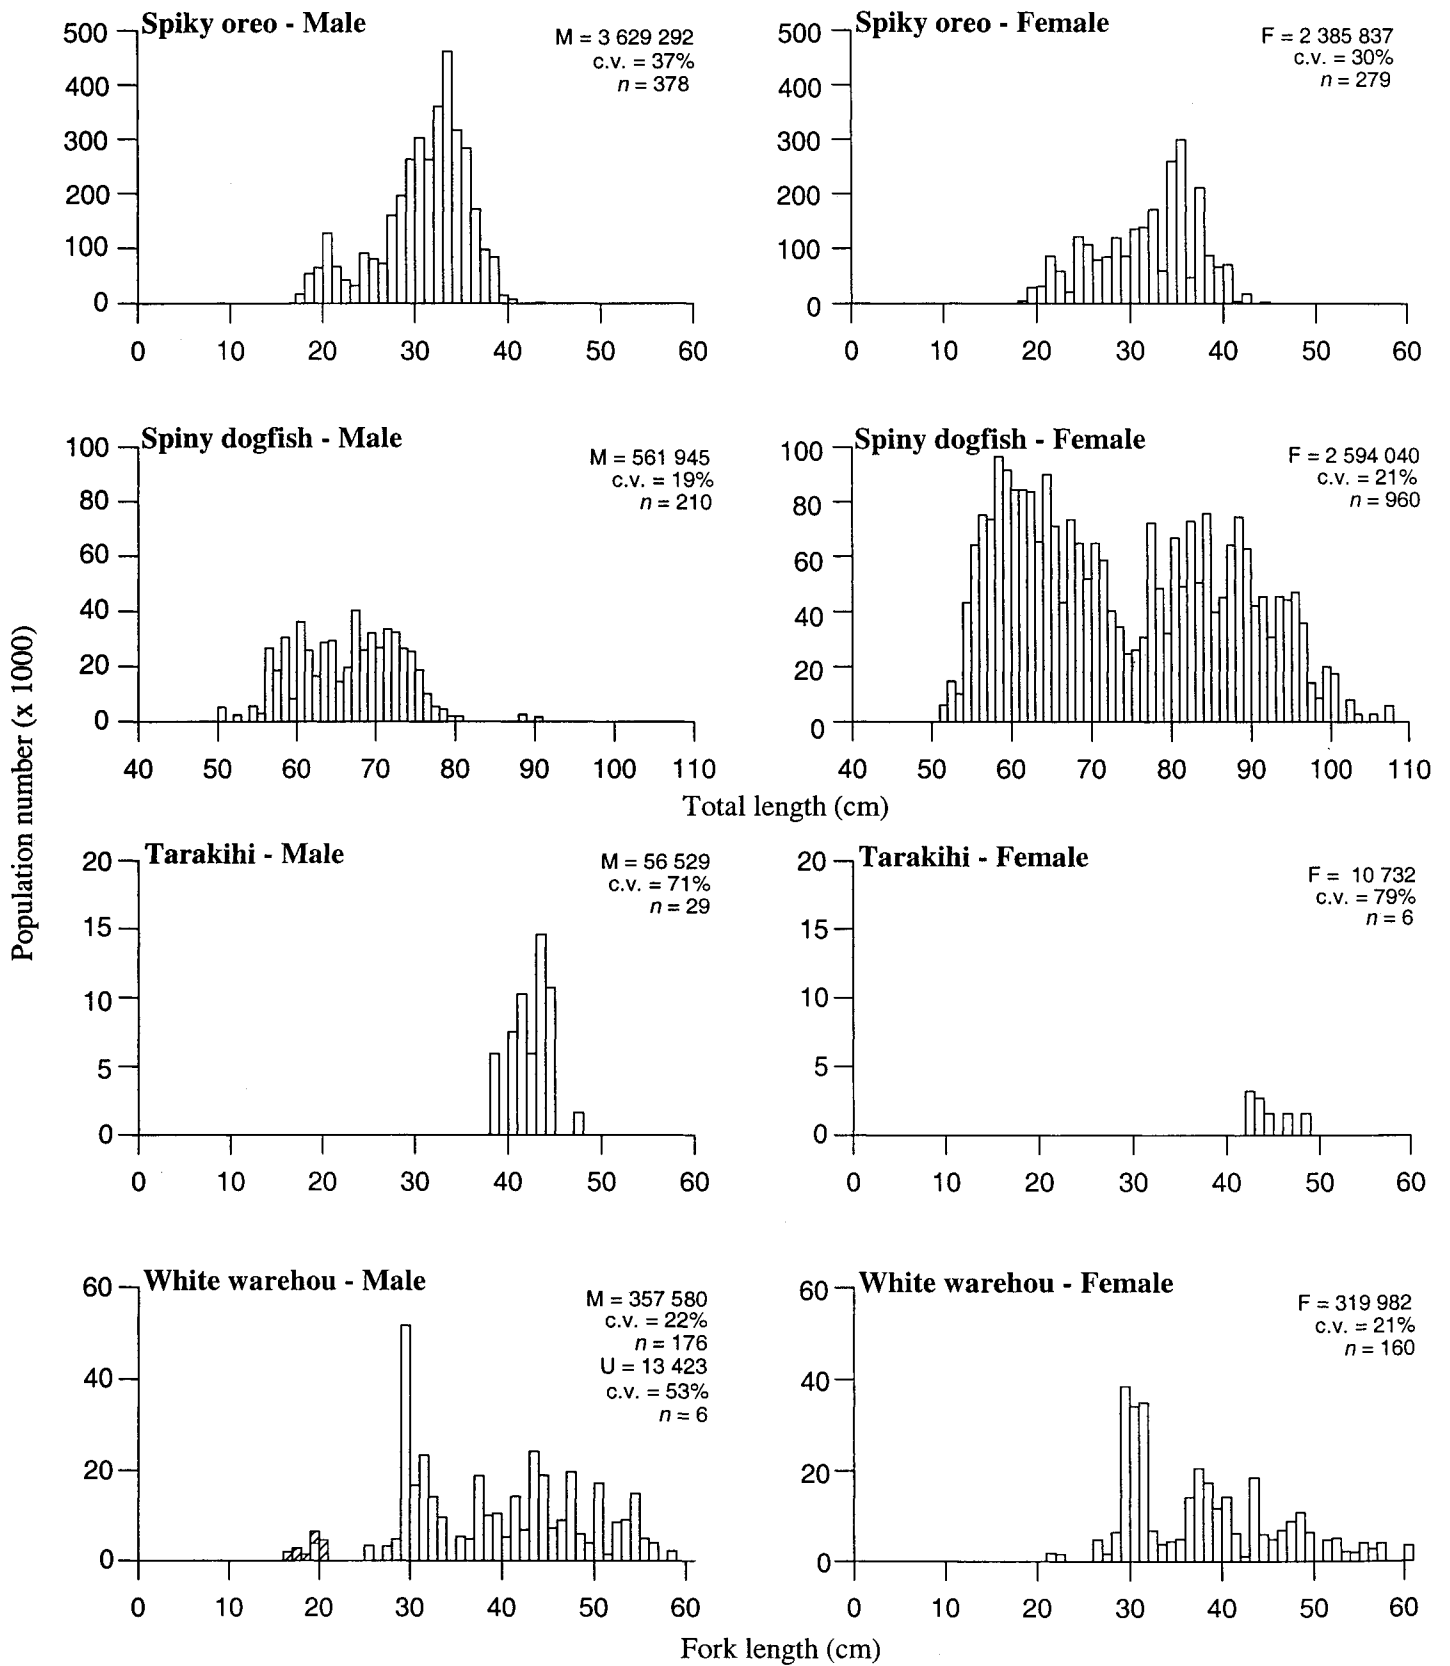 Spiky oreo - Male
M = 3 629 292
c.v. = 37%
n = 378
500
400
300
200
100
0
0 10 20 30 40 50 60
Spiky oreo - Female
F = 2 385 837
c.v. = 30%
n = 279
500
400
300
200
100
0
0 10 20 30 40 50 60
Spiny dogfish - Male
M = 561 945
c.v. = 19%
n = 210
100
80
60
40
20
0
40 50 60 70 80 90 100 110
Spiny dogfish - Female
F = 2 594 040
c.v. = 21%
n = 960
100
80
60
40
20
0
40 50 60 70 80 90 100 110
Total length (cm)
Population number (x 1000)
Tarakihi - Male
M = 56 529
c.v. = 71%
n = 29
20
15
10
5
0
0 10 20 30 40 50 60
Tarakihi - Female
F = 10 732
c.v. = 79%
n = 6
20
15
10
5
0
0 10 20 30 40 50 60
White warehou - Male
M = 357 580
c.v. = 22%
n = 176
U = 13 423
c.v. = 53%
n = 6
60
40
20
0
0 10 20 30 40 50 60
White warehou - Female
F = 319 982
c.v. = 21%
n = 160
60
40
20
0
0 10 20 30 40 50 60
Fork length (cm)